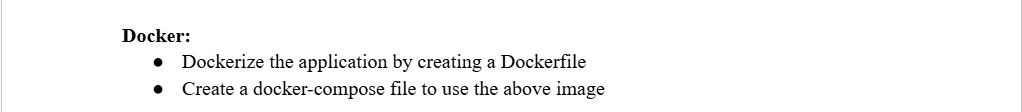 Docker:
● Dockerize the application by creating a Dockerfile
● Create a docker-compose file to use the above image